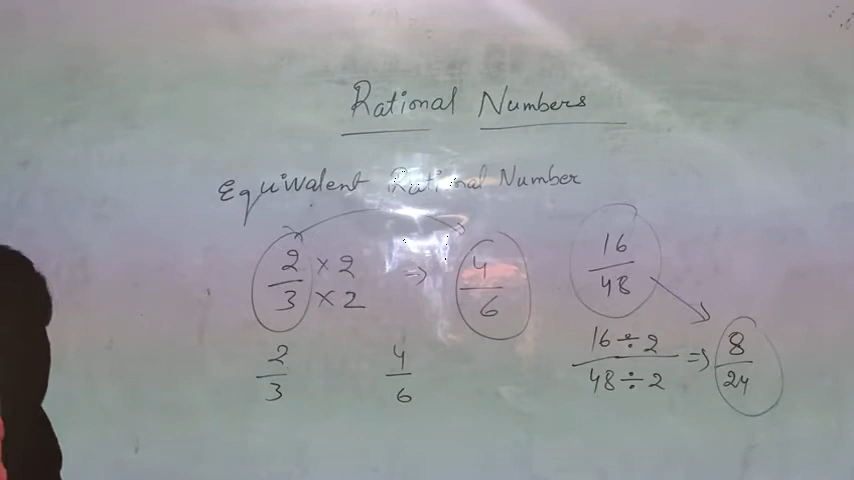 Rational Numbers
Equivalent Rational Number
2/3 × 2/× 2 => 4/6
16/48
2/3 4/6
16÷2/48÷2 => 8/24